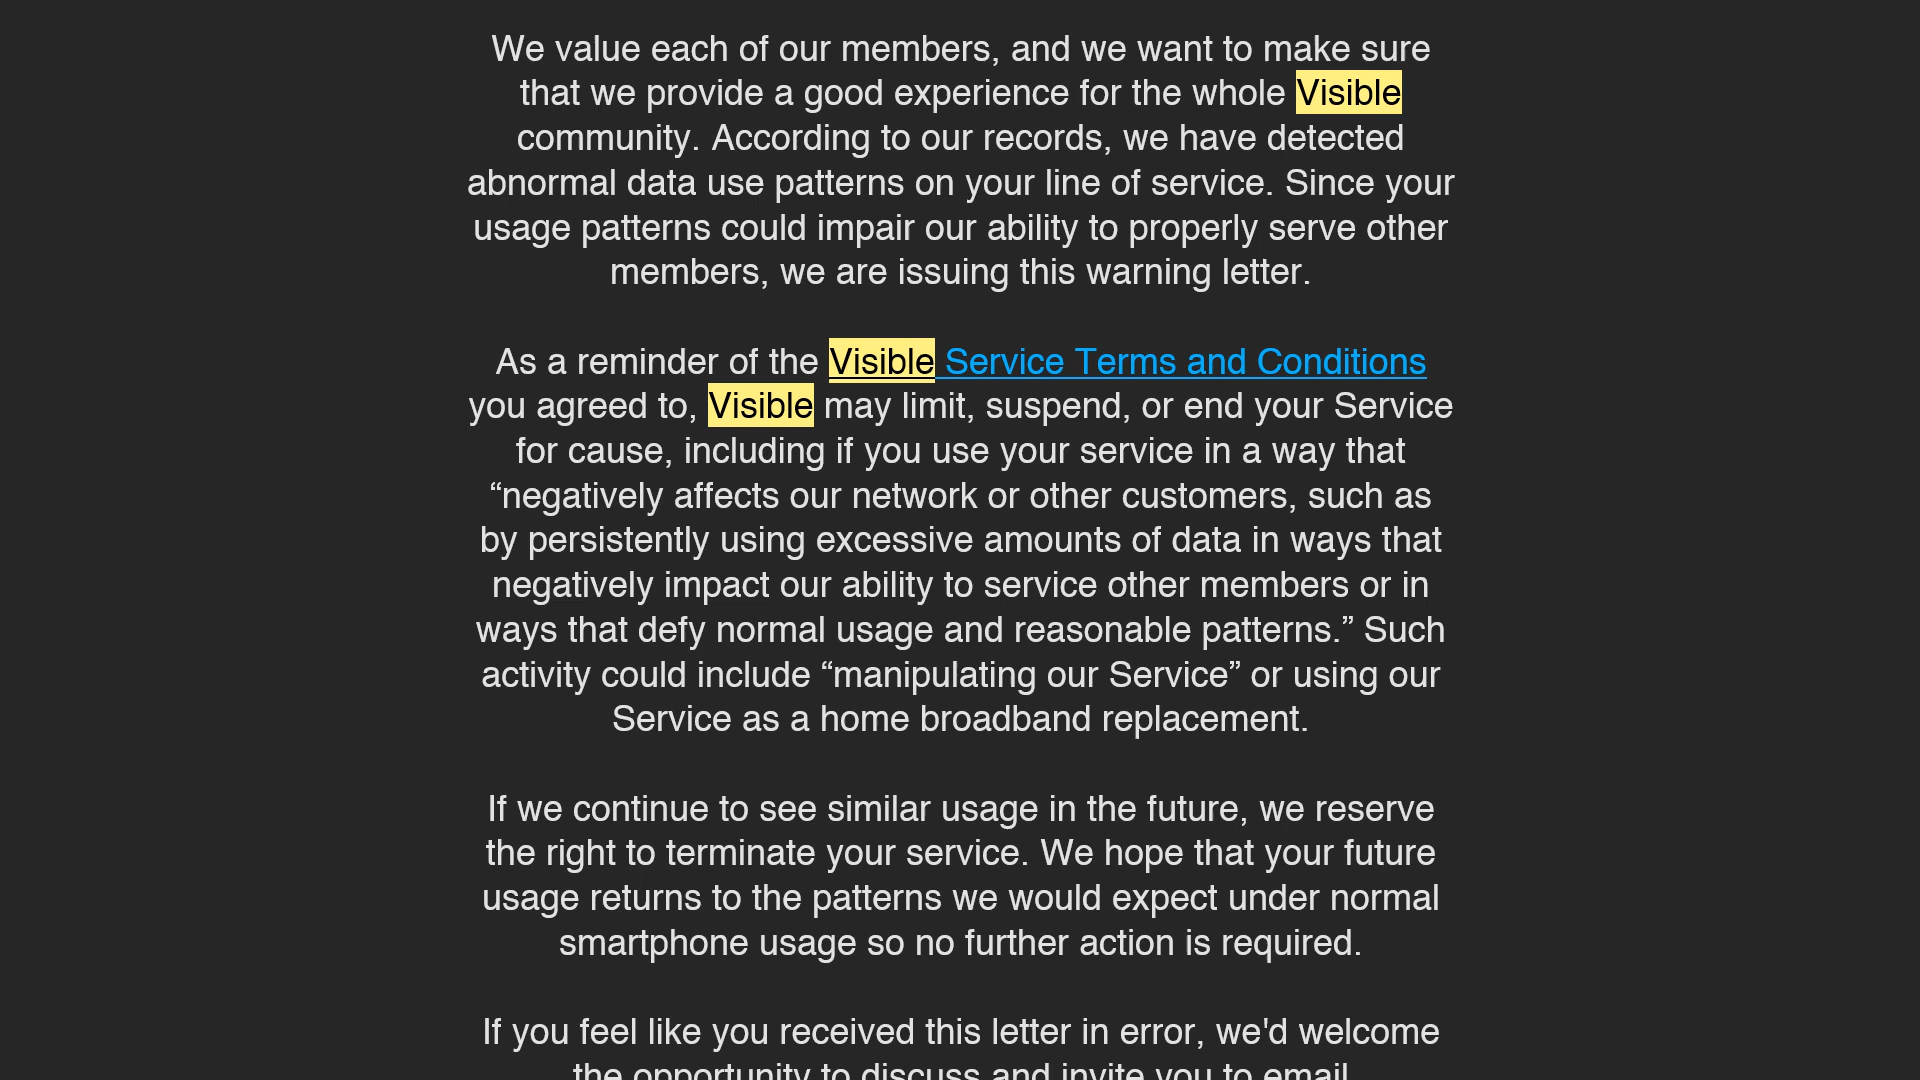 We value each of our members, and we want to make sure
that we provide a good experience for the whole Visible
community. According to our records, we have detected
abnormal data use patterns on your line of service. Since your
usage patterns could impair our ability to properly serve other
members, we are issuing this warning letter.
As a reminder of the Visible Service Terms and Conditions
you agreed to, Visible may limit, suspend, or end your Service
for cause, including if you use your service in a way that
“negatively affects our network or other customers, such as
by persistently using excessive amounts of data in ways that
negatively impact our ability to service other members or in
ways that defy normal usage and reasonable patterns.” Such
activity could include “manipulating our Service” or using our
Service as a home broadband replacement.
If we continue to see similar usage in the future, we reserve
the right to terminate your service. We hope that your future
usage returns to the patterns we would expect under normal
smartphone usage so no further action is required.
If you feel like you received this letter in error, we'd welcome
the opportunity to discuss and invite you to email